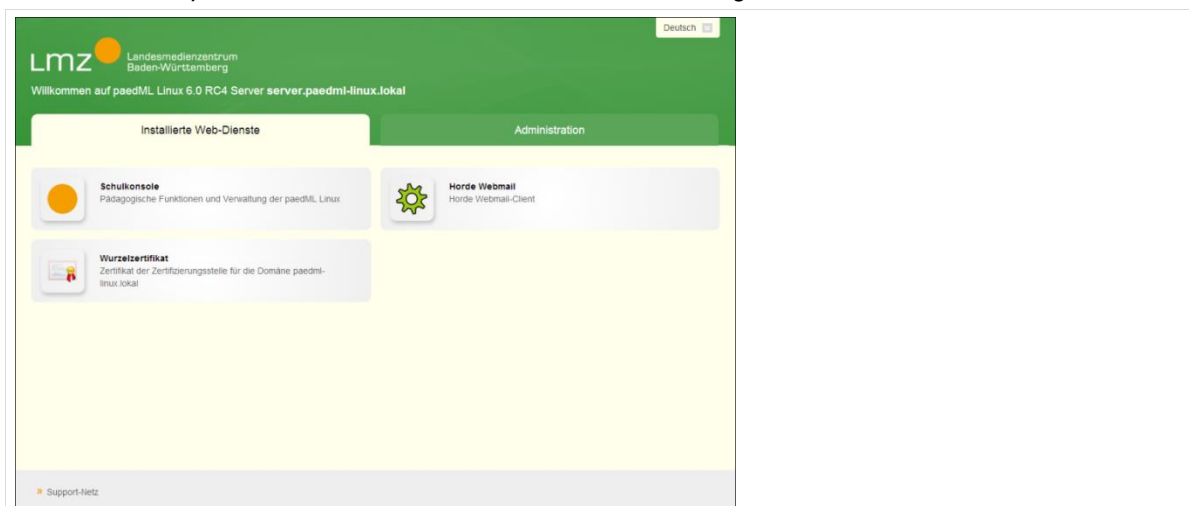 Deutsch
Lmz
Landesmedienzentrum
Baden-Württemberg
Willkommen auf paedML Linux 6.0 RC4 Server server.paedml-linux.lokal
Installierte Web-Dienste
Administration
Schulkonsole
Pädagogische Funktionen und Verwaltung der paedML Linux
Horde Webmail
Horde Webmail-Client
Wurzelzertifikat
Zertifikat der Zertifizierungsstelle für die Domäne paedml-
linux.lokal
» Support-Netz